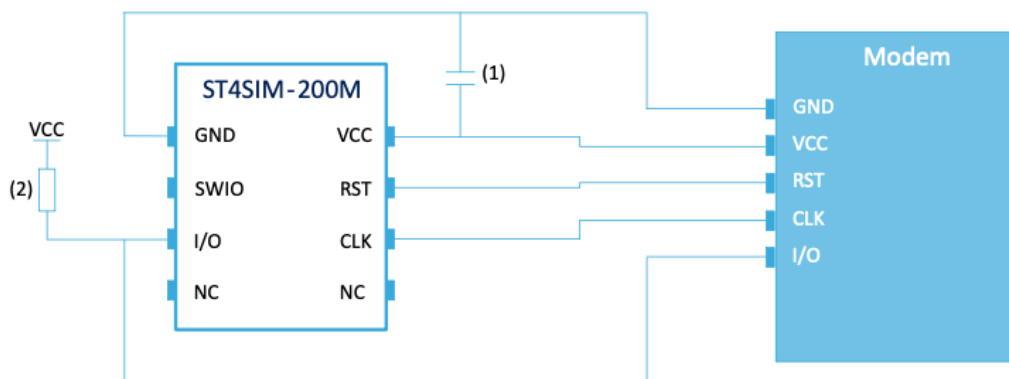 ST4SIM-200M
GND
SWIO
I/O
NC
VCC
RST
CLK
NC
(1)
VCC
(2)
Modem
GND
VCC
RST
CLK
I/O